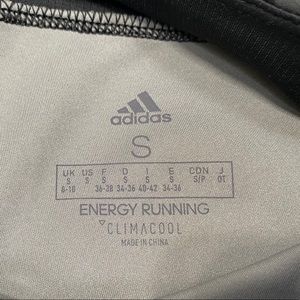 adidas
S
UK US F D I E CDN J
S S S S S S S/P OT
8-10 36-38 34-36 40-42 34-36
ENERGY RUNNING
CLIMACOOL
MADE IN CHINA